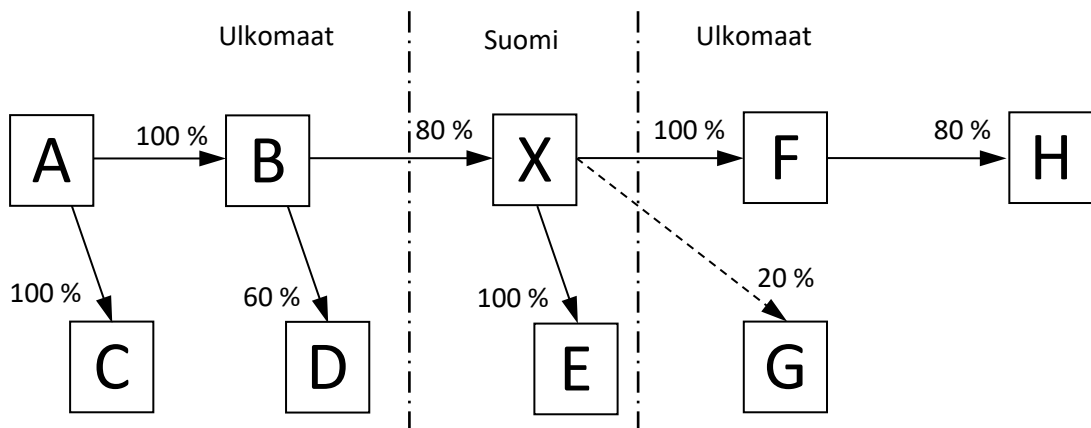 Ulkomaat Suomi Ulkomaat
100 % 80 % 100 % 80 %
A B X F H
100 % 60 % 100 % 20 %
C D E G